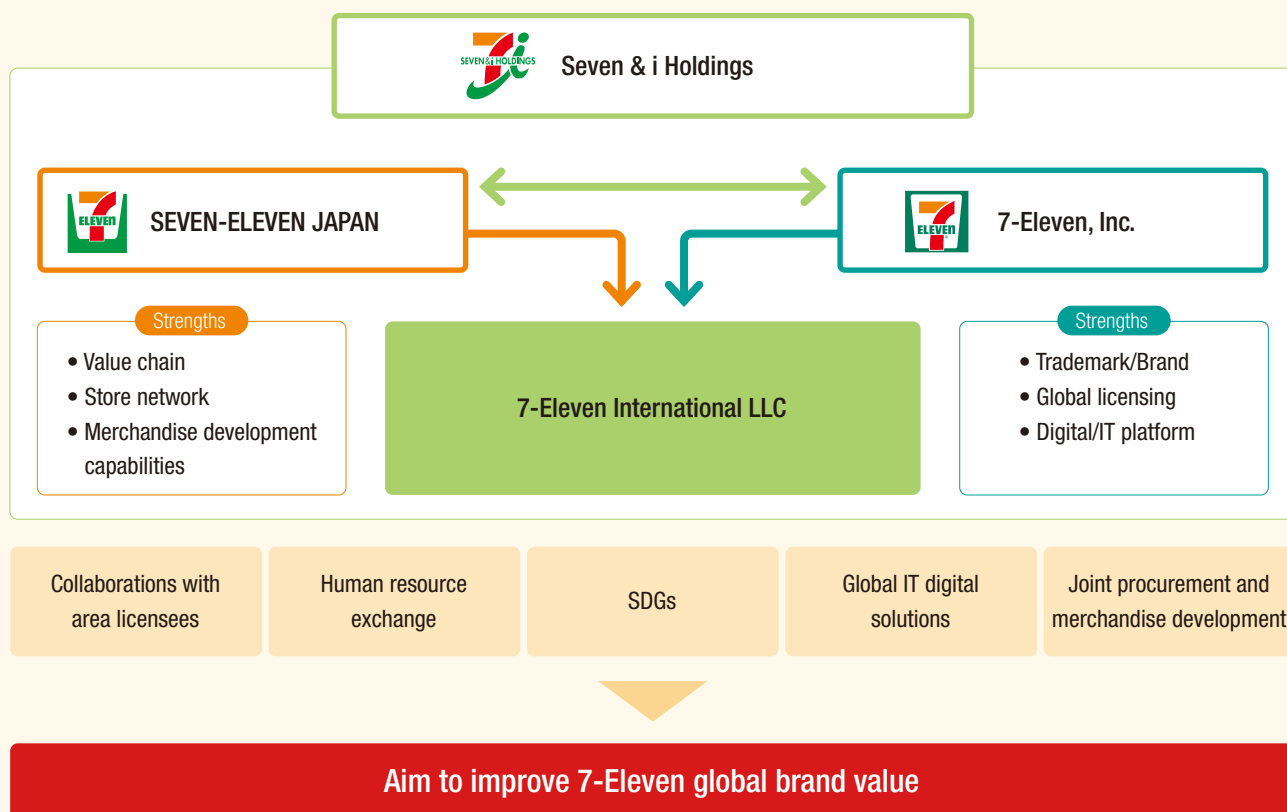 SEVEN & i HOLDINGS
Seven & i Holdings
7
ELEVEN
SEVEN-ELEVEN JAPAN
7
ELEVEN
7-Eleven, Inc.
Strengths
• Value chain
• Store network
• Merchandise development
capabilities
7-Eleven International LLC
Strengths
• Trademark/Brand
• Global licensing
• Digital/IT platform
Collaborations with
area licensees
Human resource
exchange
SDGs
Global IT digital
solutions
Joint procurement and
merchandise development
Aim to improve 7-Eleven global brand value